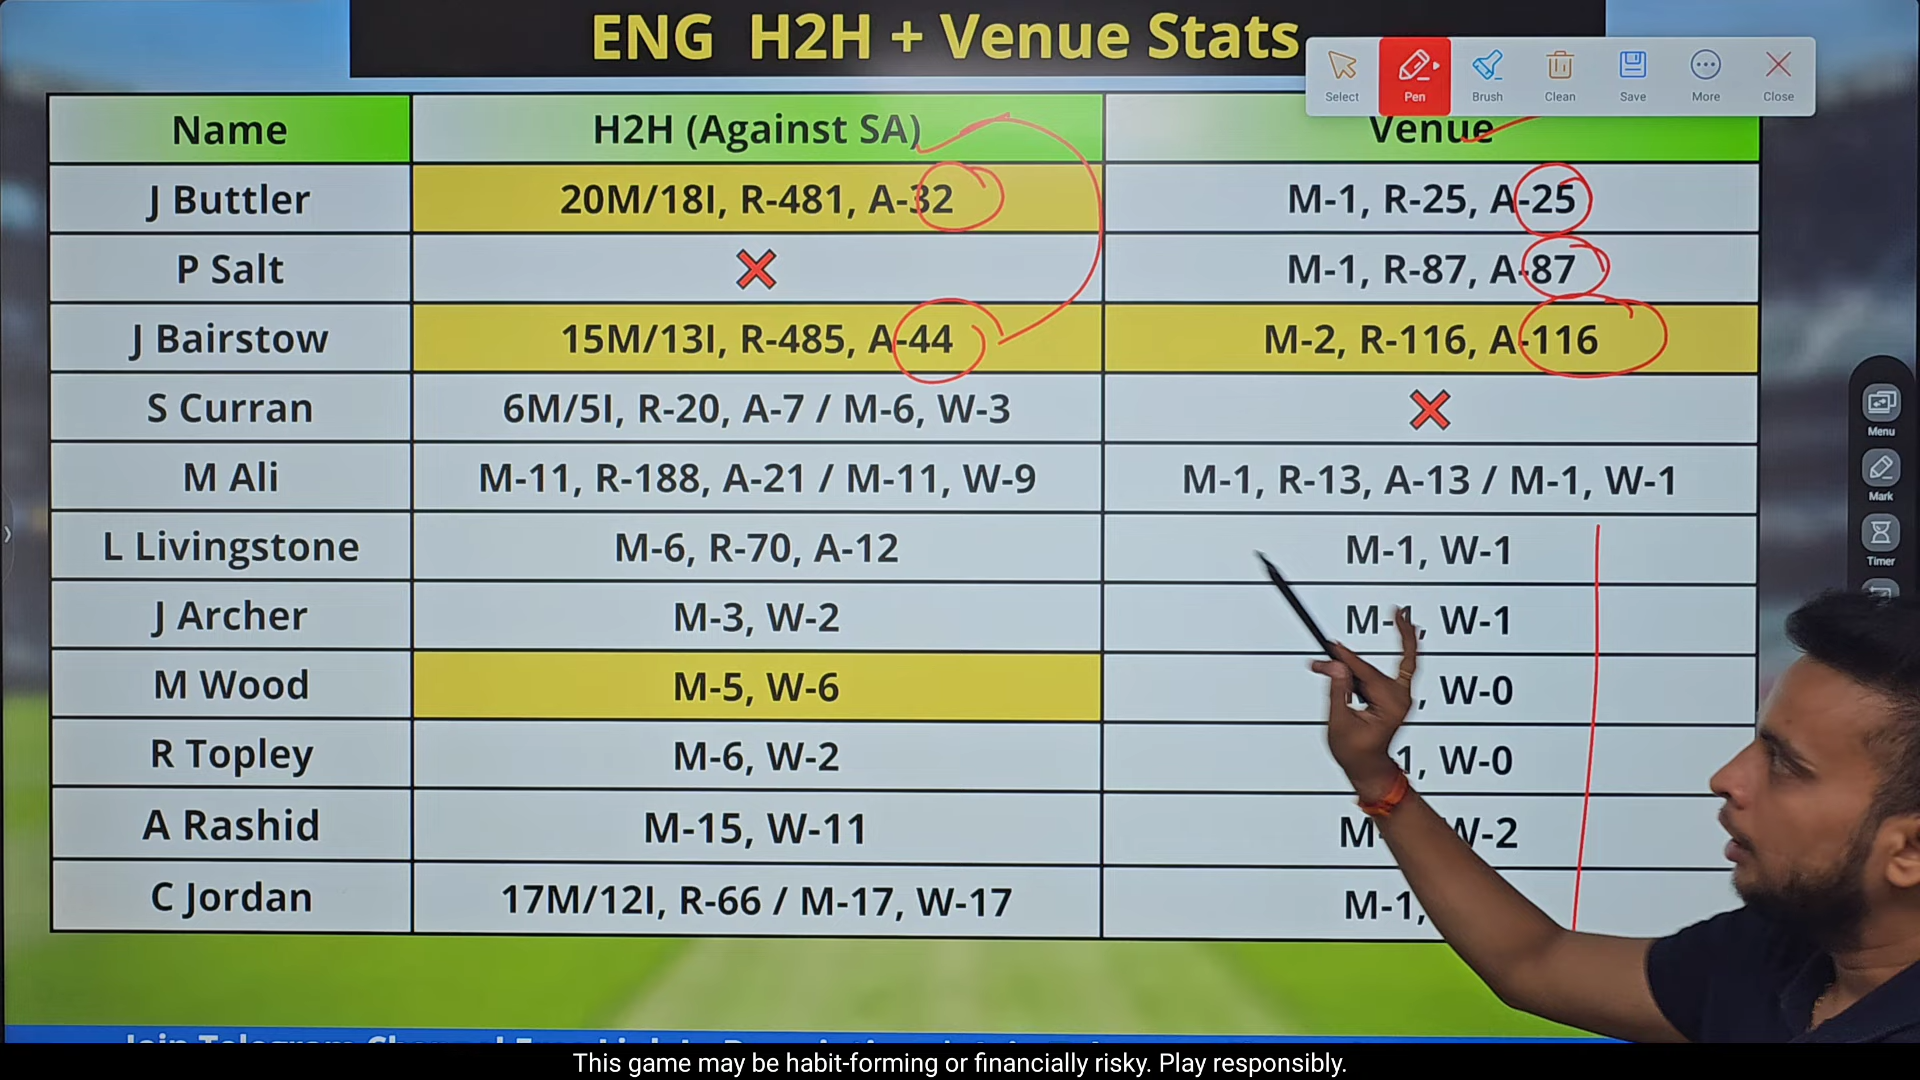 ENG H2H + Venue Stats
Select Pen Brush Clean Save More Close
Name H2H (Against SA) Venue
J Buttler 20M/18I, R-481, A-32 M-1, R-25, A-25
P Salt ❌ M-1, R-87, A-87
J Bairstow 15M/13I, R-485, A-44 M-2, R-116, A-116
S Curran 6M/5I, R-20, A-7 / M-6, W-3 ❌
M Ali M-11, R-188, A-21 / M-11, W-9 M-1, R-13, A-13 / M-1, W-1
L Livingstone M-6, R-70, A-12 M-1, W-1
J Archer M-3, W-2 M-1, W-1
M Wood M-5, W-6 , W-0
R Topley M-6, W-2 1, W-0
A Rashid M-15, W-11 M- W-2
C Jordan 17M/12I, R-66 / M-17, W-17 M-1,
Menu
Mark
Timer
Join Telegram Channel
This game may be habit-forming or financially risky. Play responsibly.